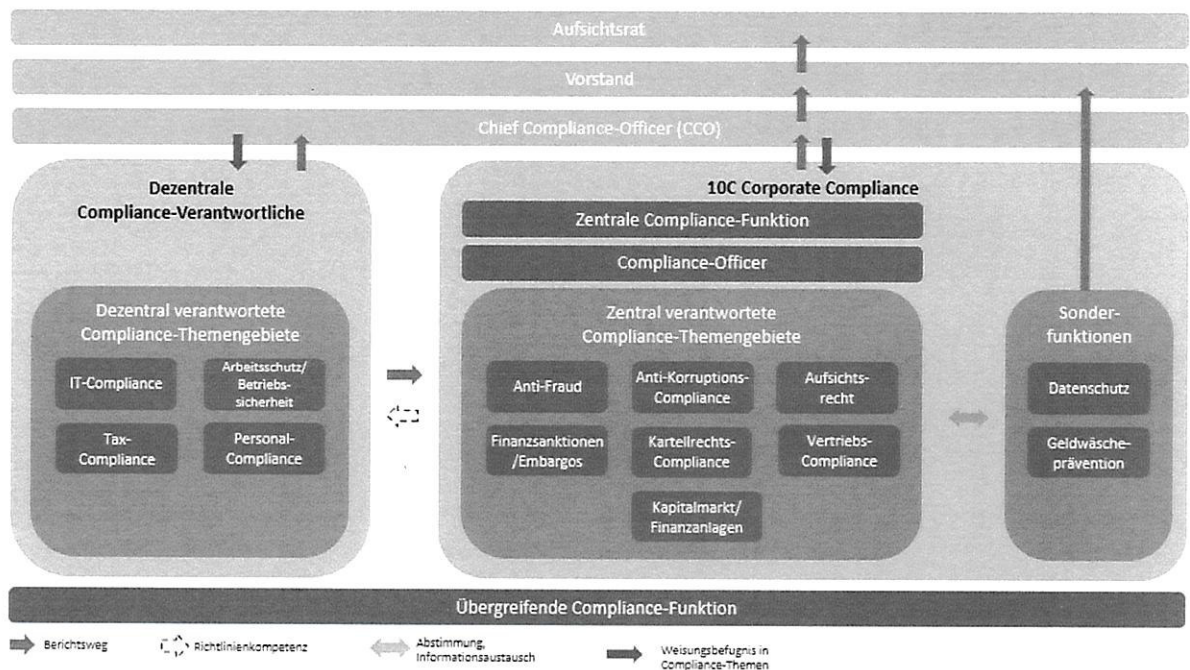 Aufsichtsrat
Vorstand
Chief Compliance-Officer (CCO)
Dezentrale
Compliance-Verantwortliche
Dezentral verantwortete
Compliance-Themengebiete
IT-Compliance
Arbeitsschutz/
Betriebs-
sicherheit
Tax-
Compliance
Personal-
Compliance
10C Corporate Compliance
Zentrale Compliance-Funktion
Compliance-Officer
Zentral verantwortete
Compliance-Themengebiete
Anti-Fraud
Anti-Korruptions-
Compliance
Aufsichts-
recht
Finanzsanktionen
/Embargos
Kartellrechts-
Compliance
Vertriebs-
Compliance
Kapitalmarkt/
Finanzanlagen
Sonder-
funktionen
Datenschutz
Geldwäsche-
prävention
Übergreifende Compliance-Funktion
Berichtsweg
Richtlinienkompetenz
Abstimmung,
Informationsaustausch
Weisungsbefugnis in
Compliance-Themen